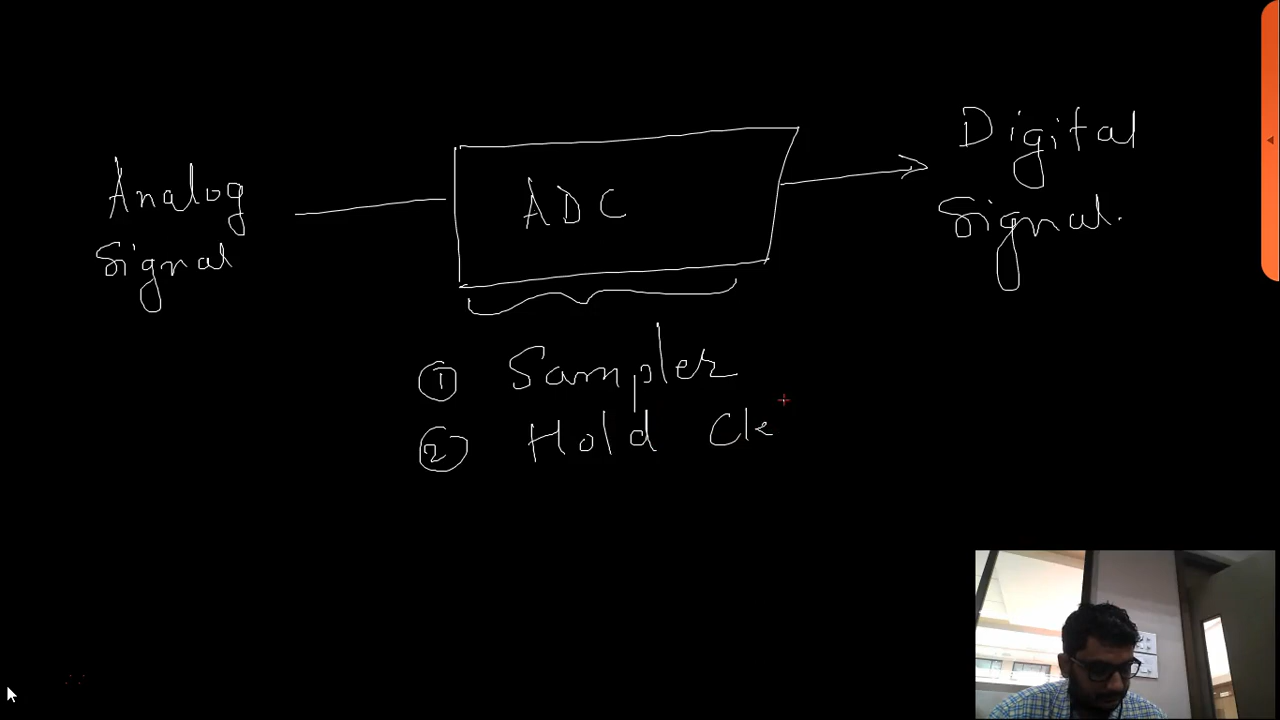 Analog
Signal
ADC
Digital
Signal.
① Sampler
② Hold Ck